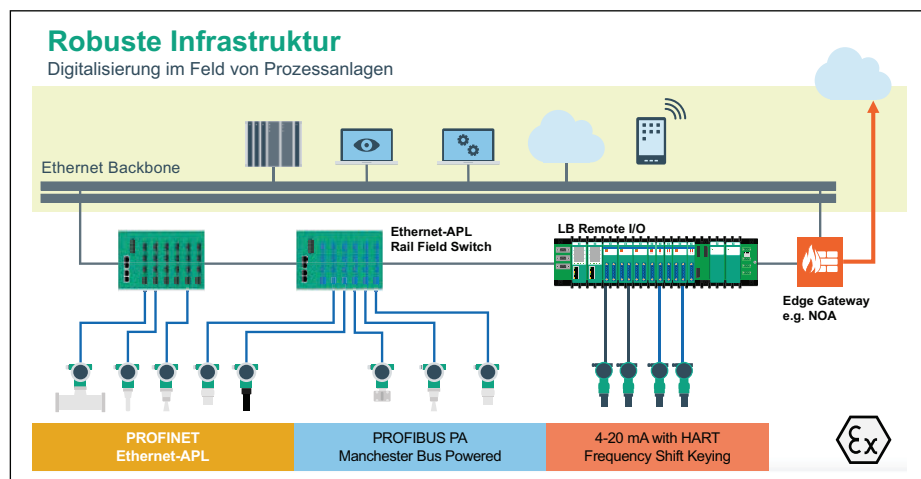 Robuste Infrastruktur
Digitalisierung im Feld von Prozessanlagen
Ethernet Backbone
Ethernet-APL
Rail Field Switch
LB Remote I/O
Edge Gateway
e.g. NOA
PROFINET
Ethernet-APL
PROFIBUS PA
Manchester Bus Powered
4-20 mA with HART
Frequency Shift Keying
Ex